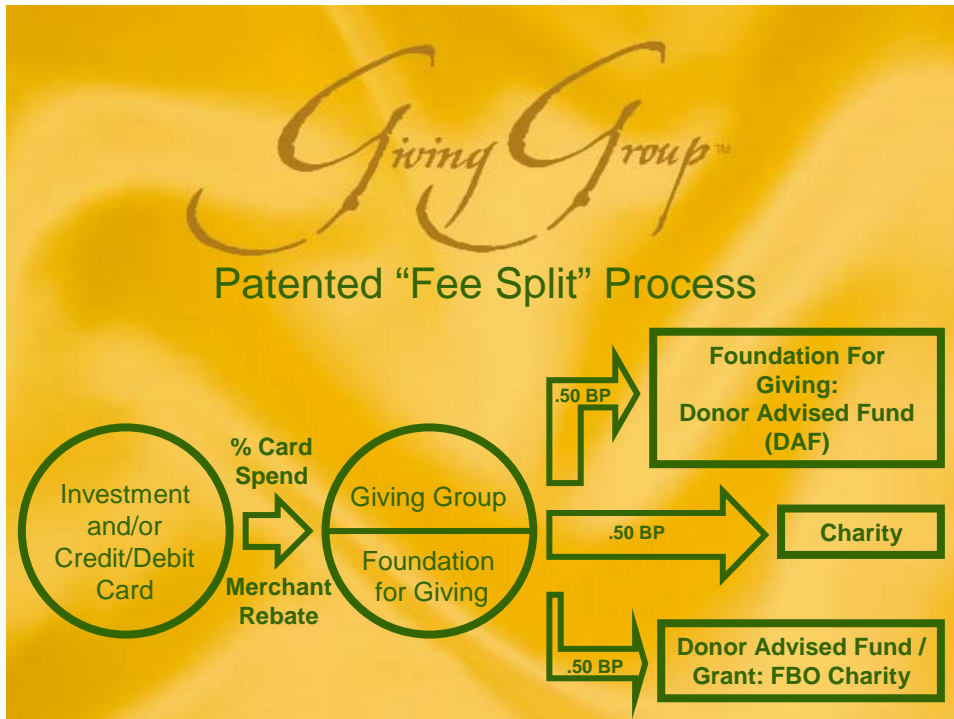 Giving Group™
Patented “Fee Split” Process
Investment
and/or
Credit/Debit
Card
% Card
Spend
Merchant
Rebate
Giving Group
Foundation
for Giving
.50 BP
Foundation For
Giving:
Donor Advised Fund
(DAF)
.50 BP
Charity
.50 BP
Donor Advised Fund /
Grant: FBO Charity